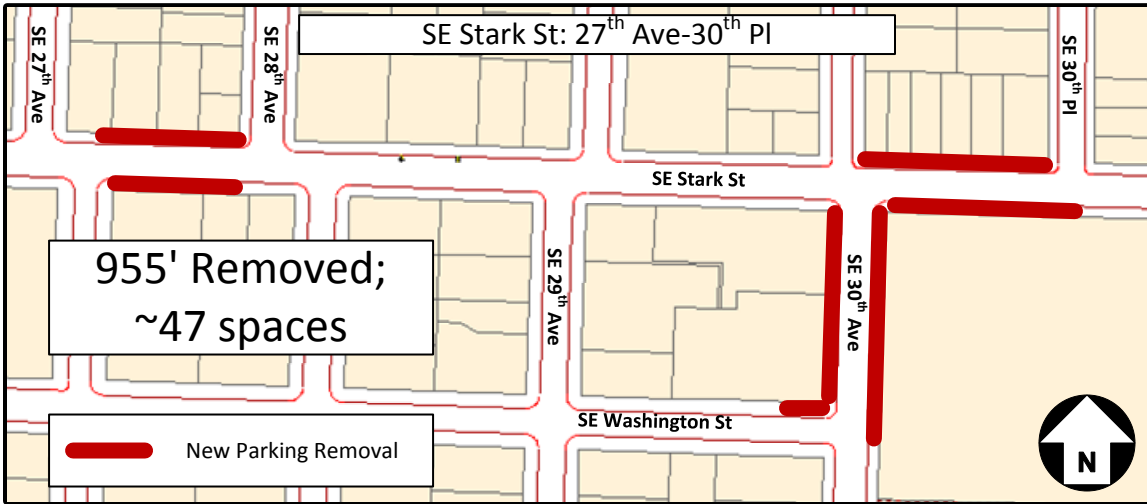 SE Stark St: 27th Ave-30th Pl
SE 27th Ave
SE 28th Ave
SE 30th Pl
SE Stark St
955' Removed;
~47 spaces
SE 29th Ave
SE 30th Ave
SE Washington St
New Parking Removal
N